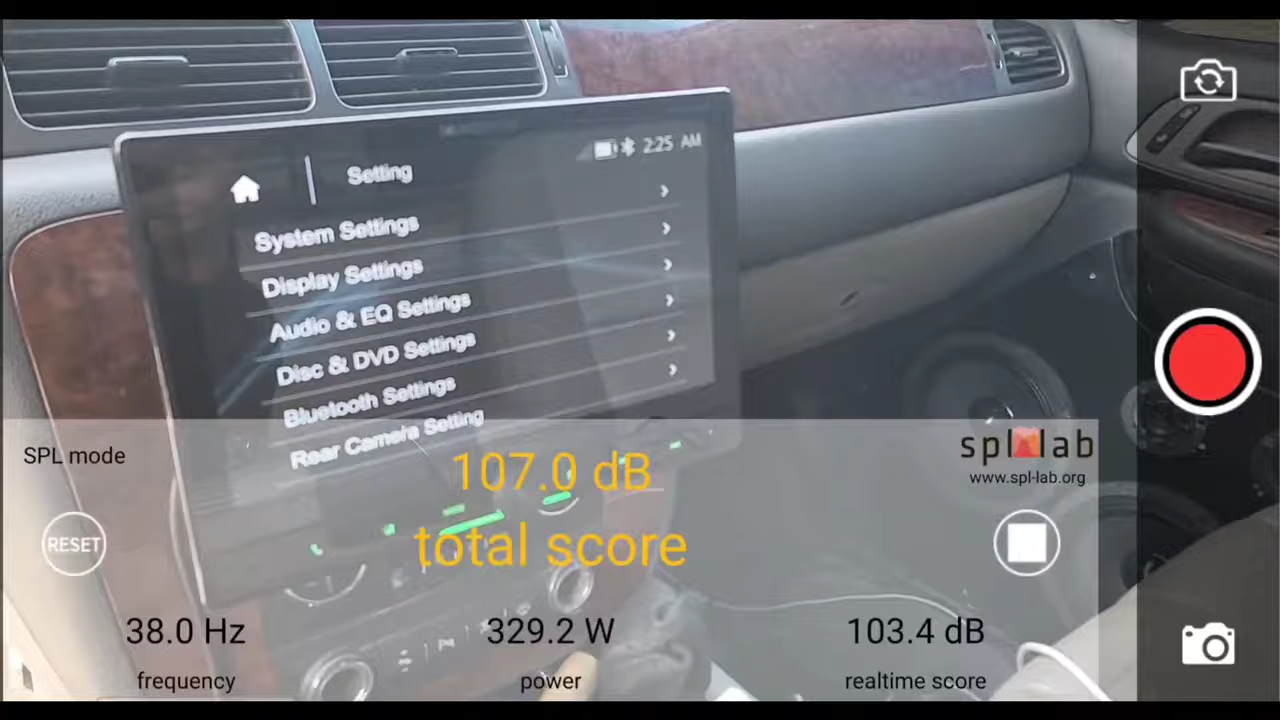 Setting
2:25 AM
System Settings
Display Settings
Audio & EQ Settings
Disc & DVD Settings
Bluetooth Settings
Rear Camera Setting
SPL mode
107.0 dB
total score
spl lab
www.spl-lab.org
RESET
38.0 Hz
frequency
329.2 W
power
103.4 dB
realtime score